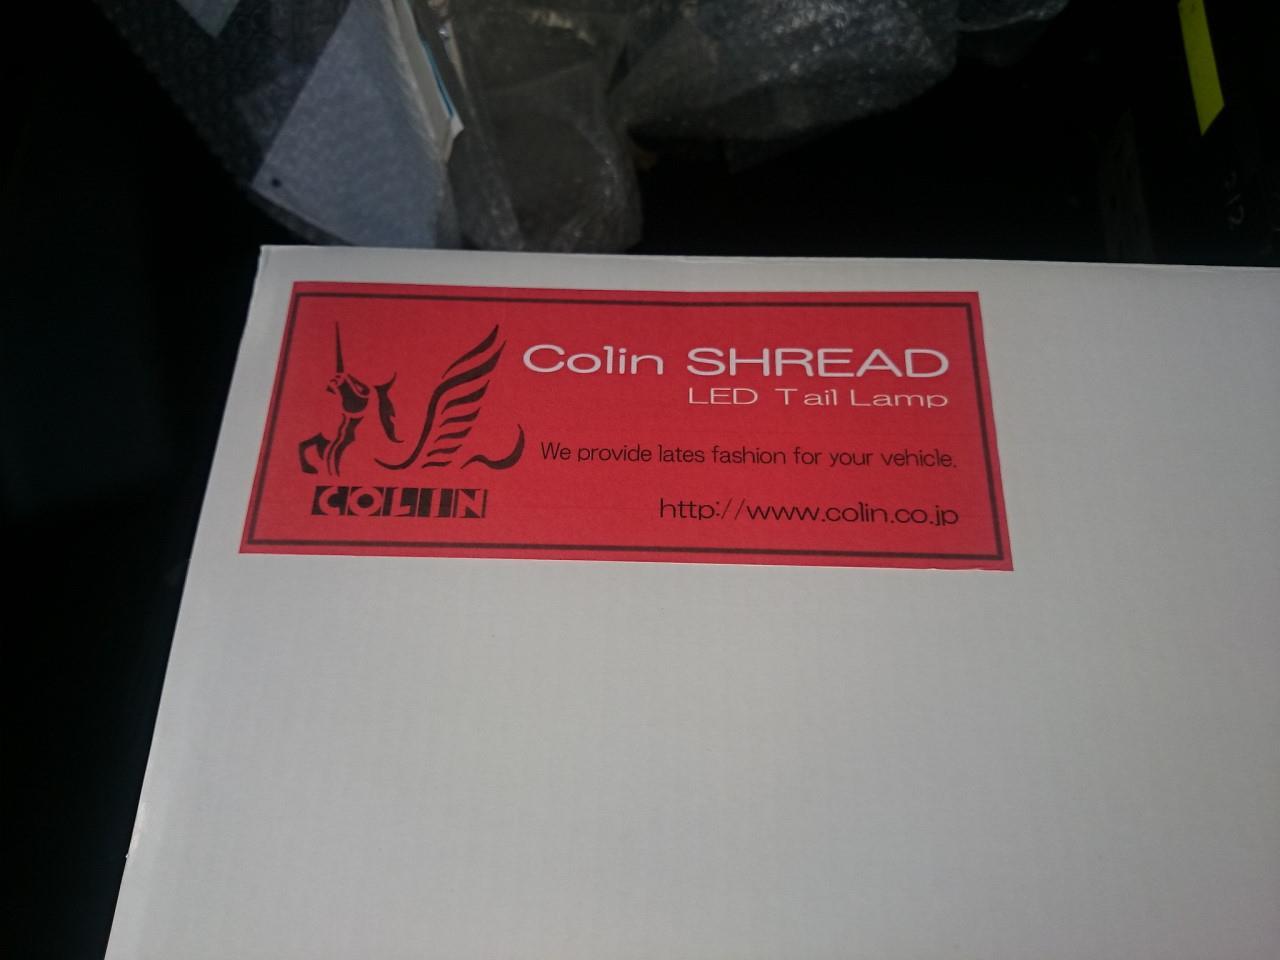 Colin SHREAD
LED Tail Lamp
We provide lates fashion for your vehicle.
COLIN
http://www.colin.co.jp